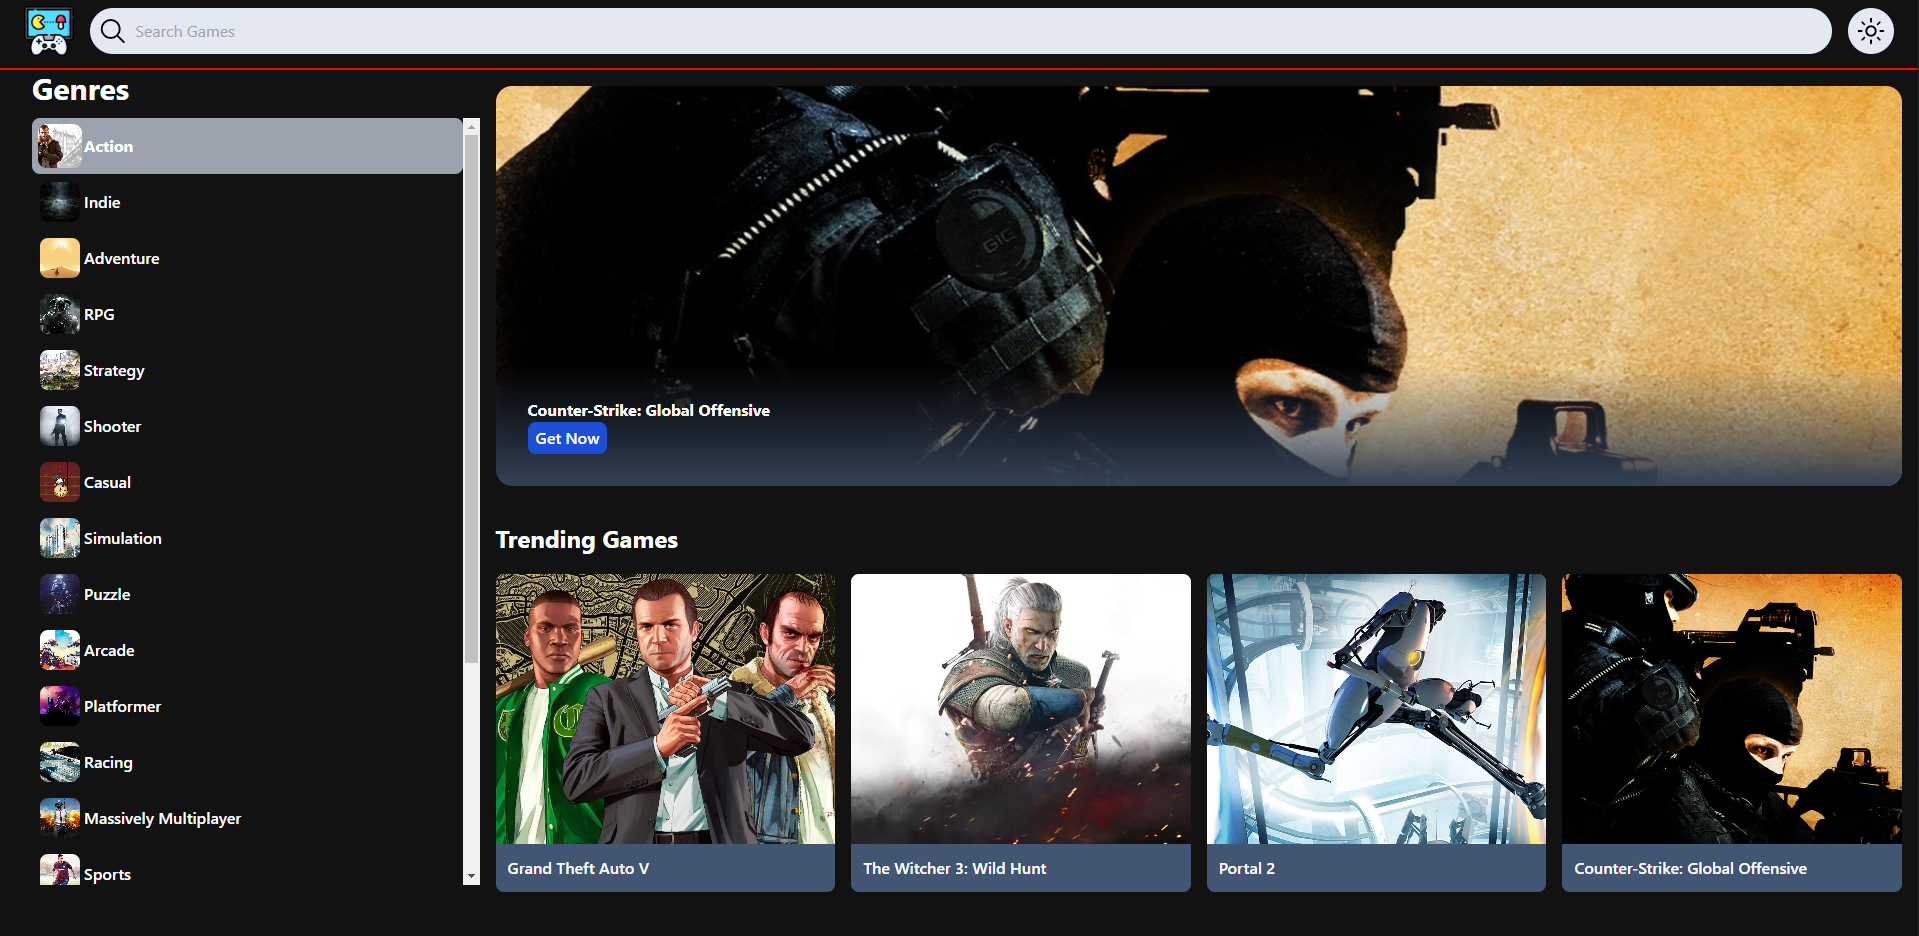 Search Games
Genres
Action
Indie
Adventure
RPG
Strategy
Shooter
Casual
Simulation
Puzzle
Arcade
Platformer
Racing
Massively Multiplayer
Sports
GIG
Counter-Strike: Global Offensive
Get Now
Trending Games
Grand Theft Auto V
The Witcher 3: Wild Hunt
Portal 2
Counter-Strike: Global Offensive